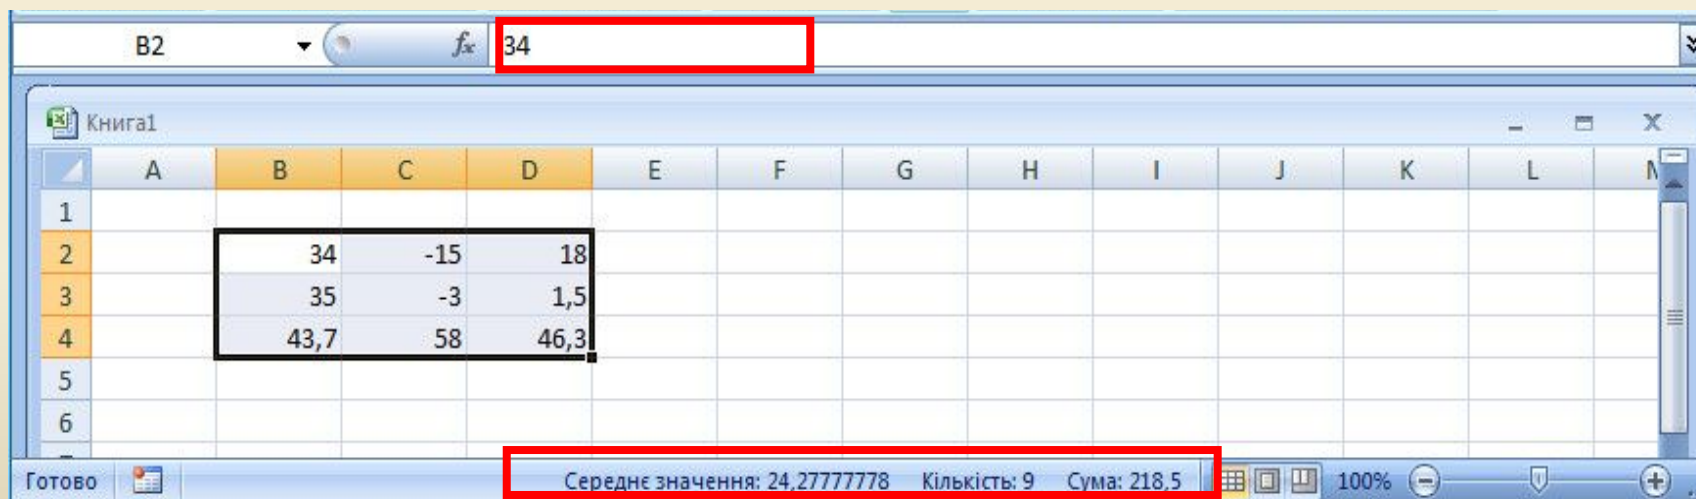 B2 fx 34
Книга1
A B C D E F G H I J K L M
1
2 34 -15 18
3 35 -3 1,5
4 43,7 58 46,3
5
6
Готово Середнє значення: 24,27777778 Кількість: 9 Сума: 218,5 100%